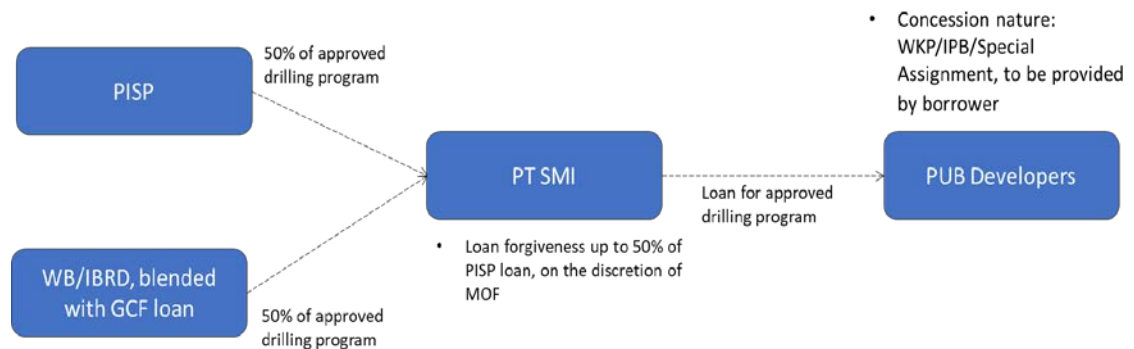 50% of approved
drilling program
PISP
• Concession nature:
WKP/IPB/Special
Assignment, to be provided
by borrower
PT SMI
Loan for approved
drilling program
PUB Developers
• Loan forgiveness up to 50% of
PISP loan, on the discretion of
MOF
WB/IBRD, blended
with GCF loan
50% of approved
drilling program